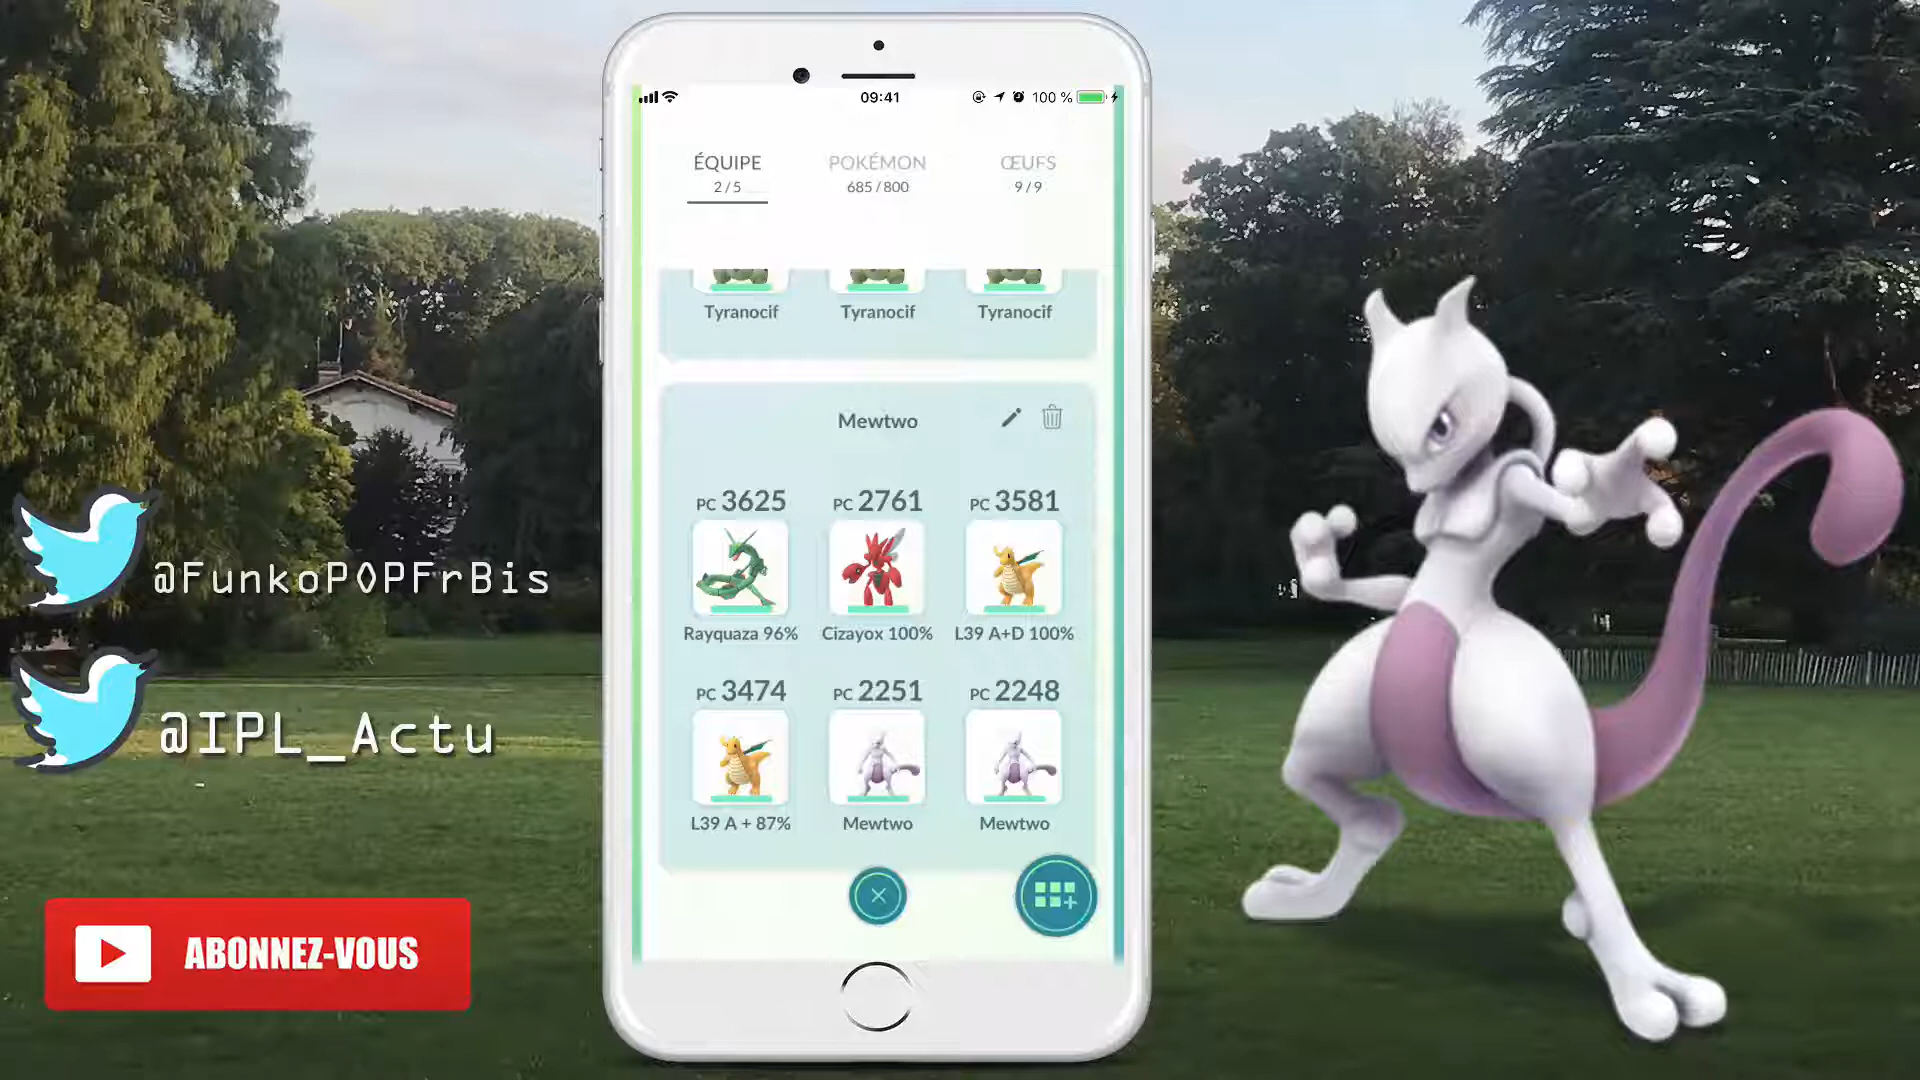 09:41
100 %
ÉQUIPE
2 / 5
POKÉMON
685 / 800
ŒUFS
9 / 9
Tyranocif
Tyranocif
Tyranocif
Mewtwo
PC 3625
PC 2761
PC 3581
Rayquaza 96%
Cizayox 100%
L39 A+D 100%
PC 3474
PC 2251
PC 2248
L39 A + 87%
Mewtwo
Mewtwo
@FunkoP0PFrBis
@IPL_Actu
ABONNEZ-VOUS